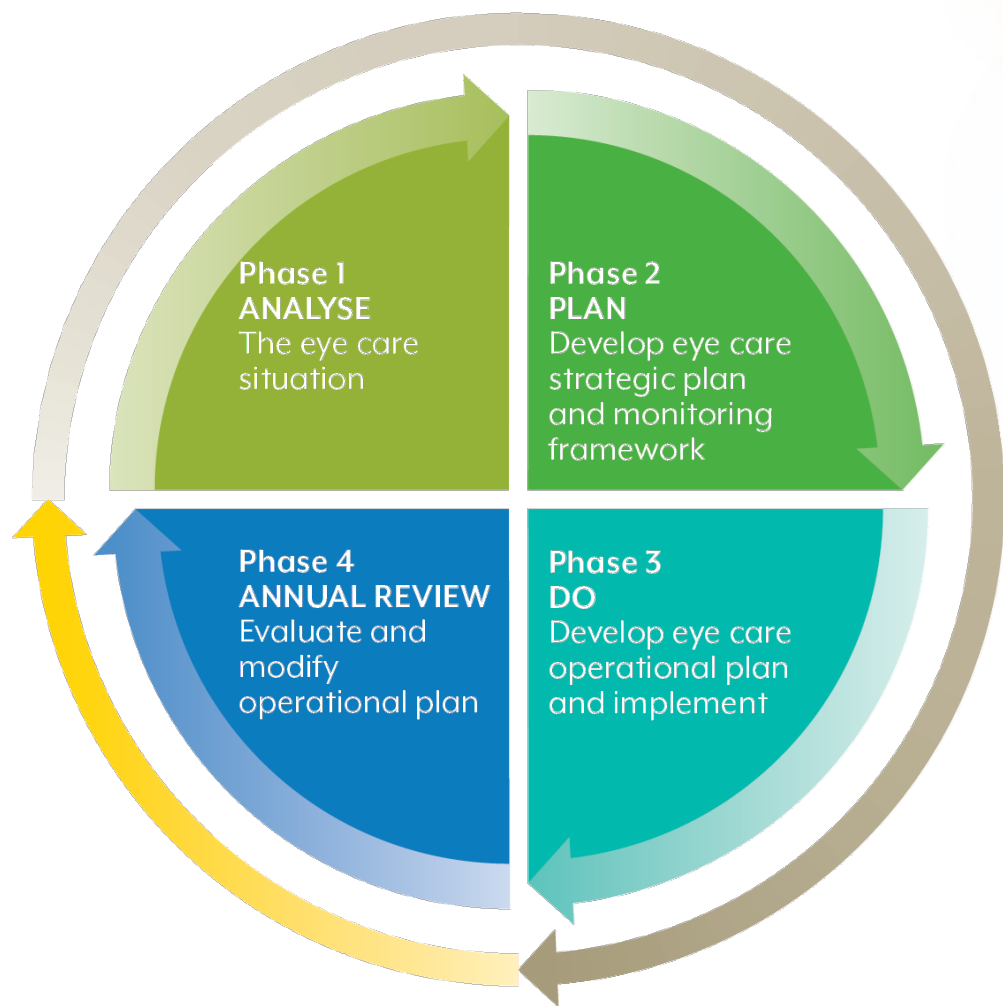 Phase 1
ANALYSE
The eye care
situation
Phase 2
PLAN
Develop eye care
strategic plan
and monitoring
framework
Phase 3
DO
Develop eye care
operational plan
and implement
Phase 4
ANNUAL REVIEW
Evaluate and
modify
operational plan